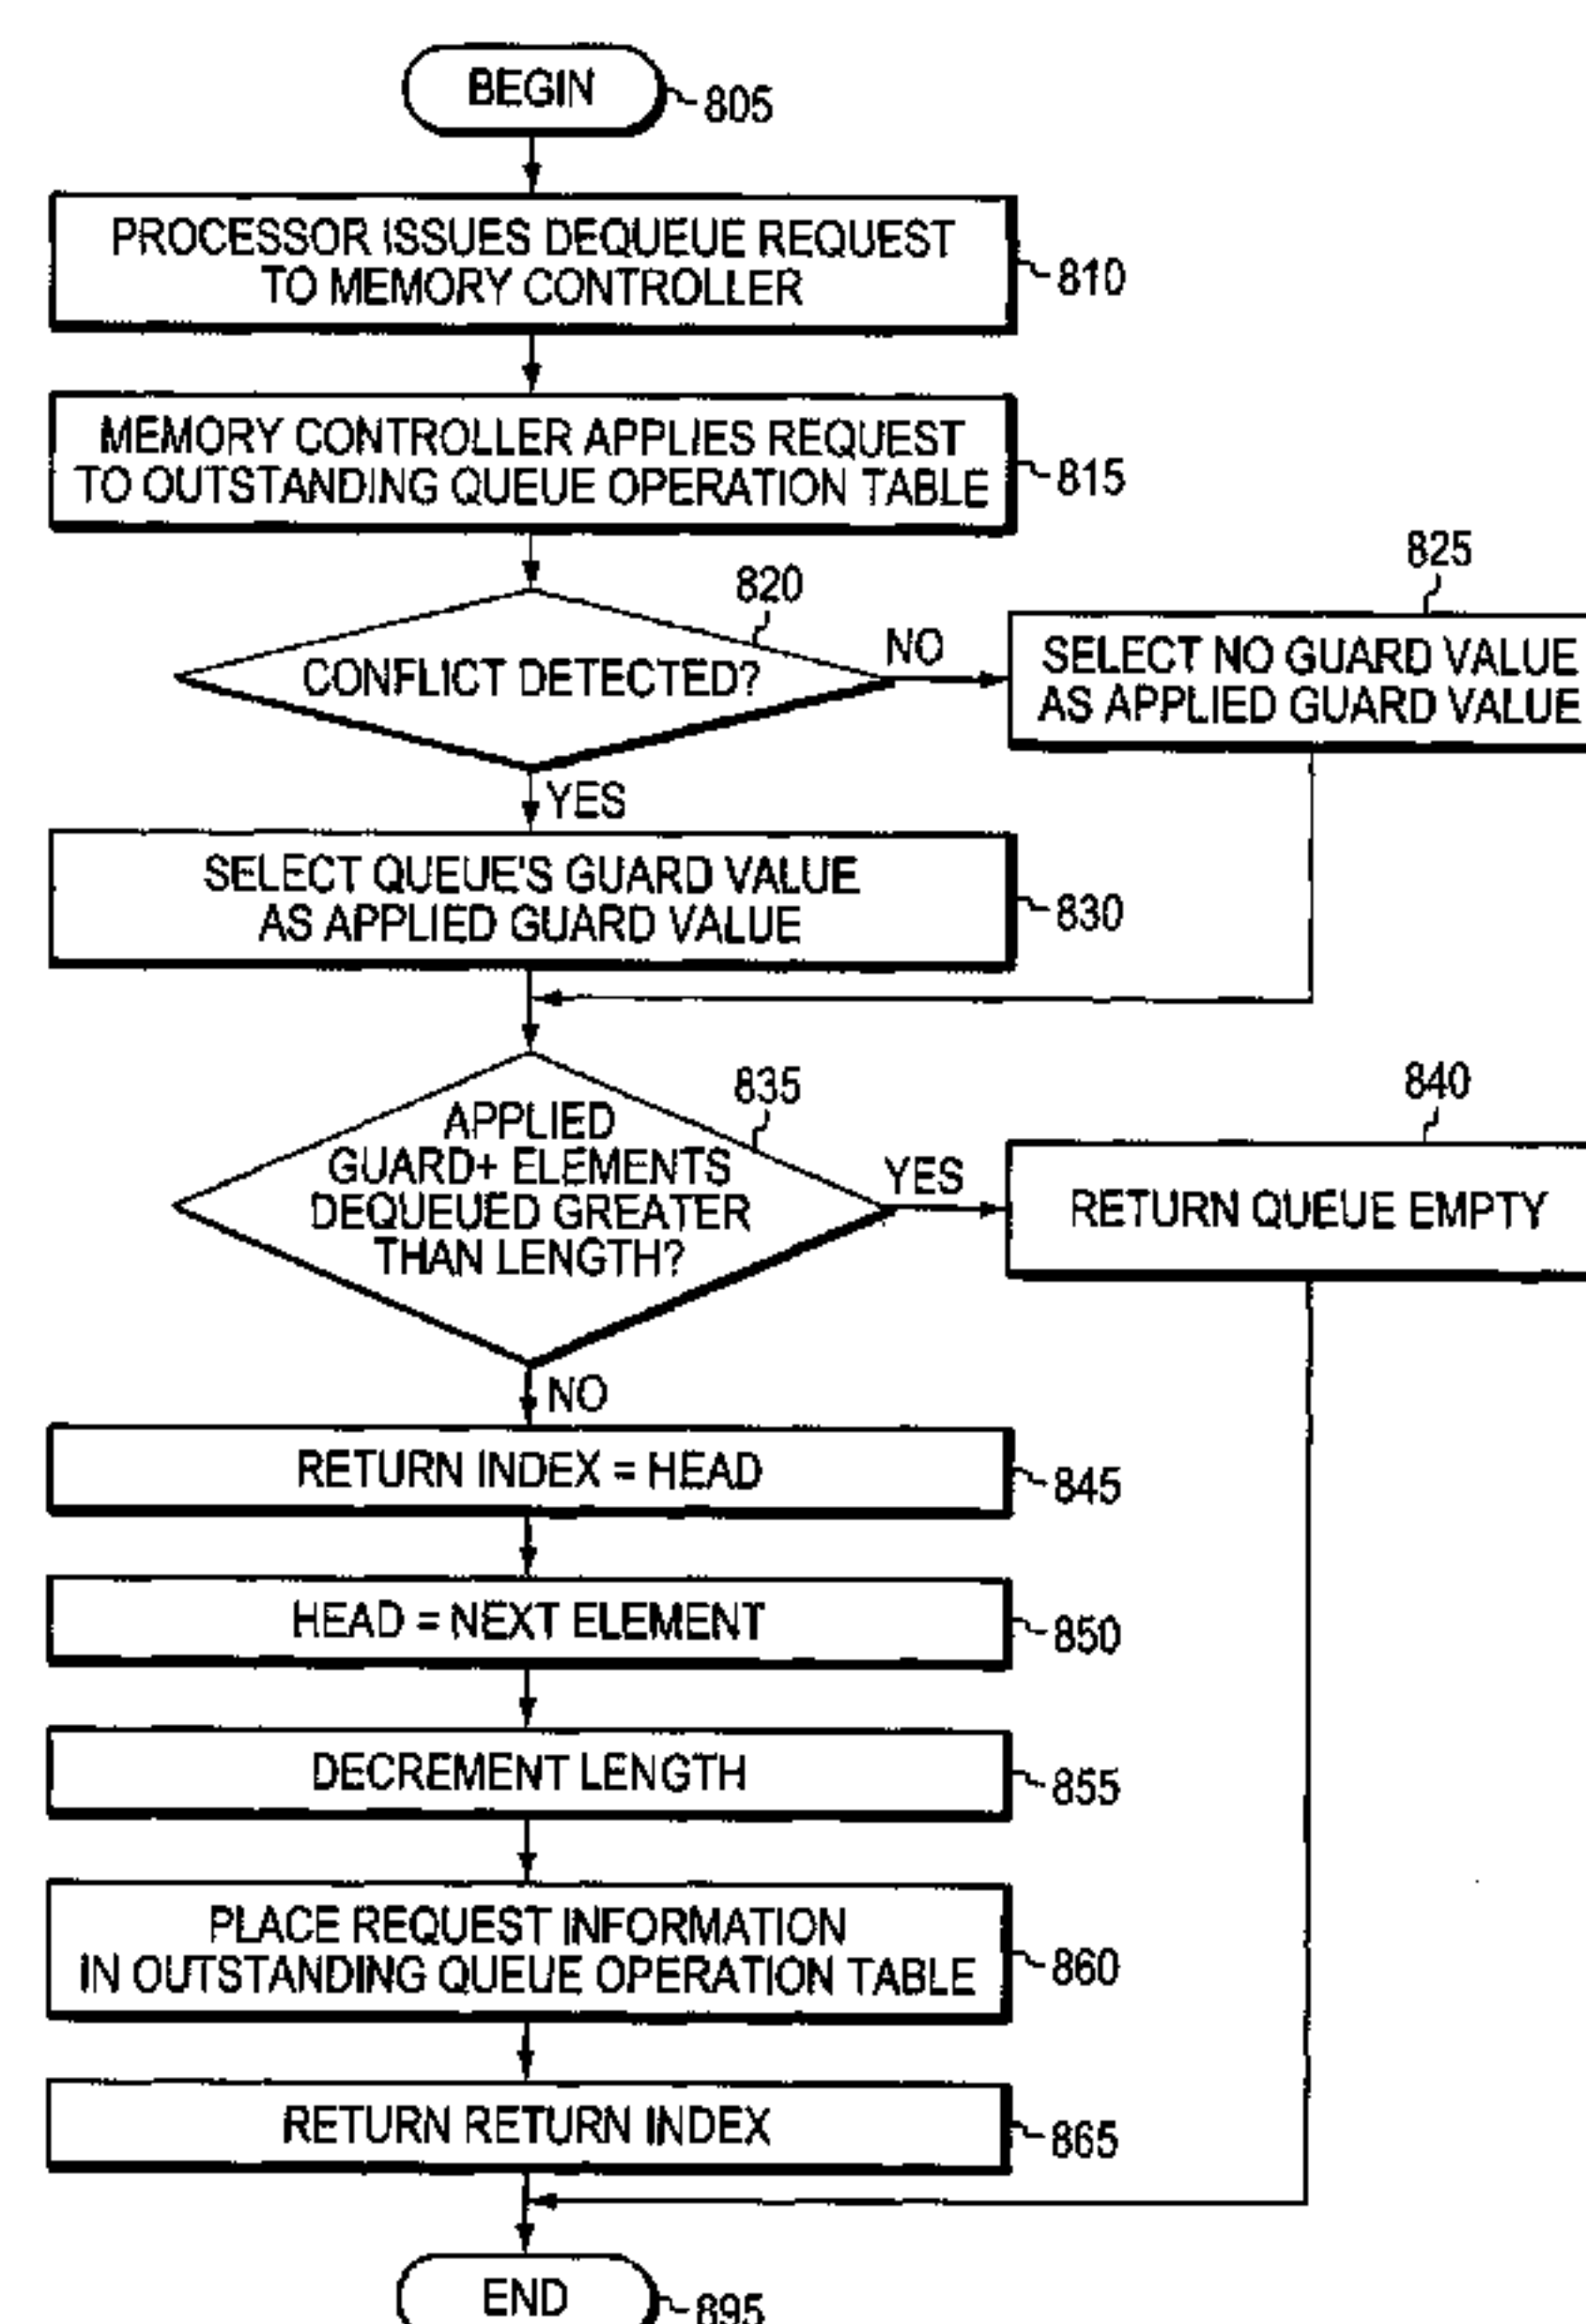 BEGIN
805
PROCESSOR ISSUES DEQUEUE REQUEST
TO MEMORY CONTROLLER
810
MEMORY CONTROLLER APPLIES REQUEST
TO OUTSTANDING QUEUE OPERATION TABLE
815
820
CONFLICT DETECTED?
NO
825
SELECT NO GUARD VALUE
AS APPLIED GUARD VALUE
YES
SELECT QUEUE'S GUARD VALUE
AS APPLIED GUARD VALUE
830
835
APPLIED
GUARD+ ELEMENTS
DEQUEUED GREATER
THAN LENGTH?
YES
840
RETURN QUEUE EMPTY
NO
RETURN INDEX = HEAD
845
HEAD = NEXT ELEMENT
850
DECREMENT LENGTH
855
PLACE REQUEST INFORMATION
IN OUTSTANDING QUEUE OPERATION TABLE
860
RETURN RETURN INDEX
865
END
895